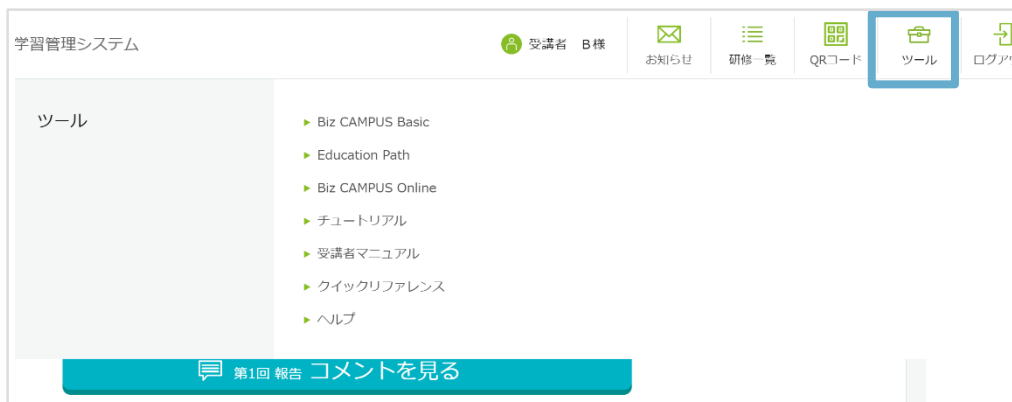 学習管理システム
受講者 B様
お知らせ
研修一覧
QRコード
ツール
ログアウ
ツール
Biz CAMPUS Basic
Education Path
Biz CAMPUS Online
チュートリアル
受講者マニュアル
クイックリファレンス
ヘルプ
第1回 報告 コメントを見る